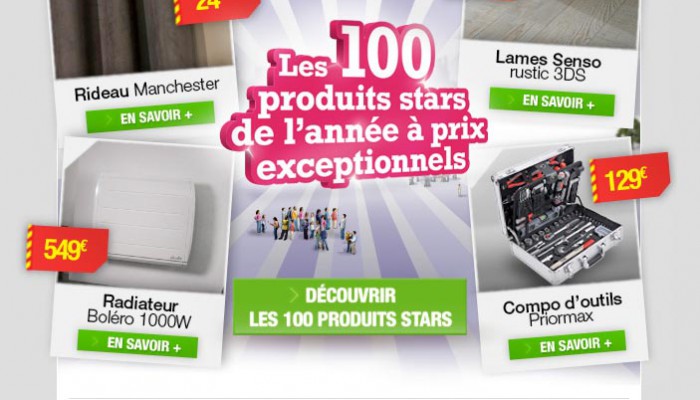 24
Rideau Manchester
EN SAVOIR +
Les 100
produits stars
de l'année à prix
exceptionnels
Lames Senso
rustic 3DS
EN SAVOIR +
549€
Radiateur
Boléro 1000W
EN SAVOIR +
DÉCOUVRIR
LES 100 PRODUITS STARS
129€
Compo d'outils
Priormax
EN SAVOIR +